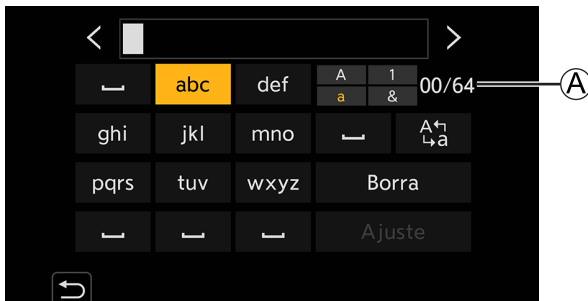 abc def A 1 00/64 Ⓐ
a &
ghi jkl mno A a
pqrs tuv wxyz Borra
Ajuste